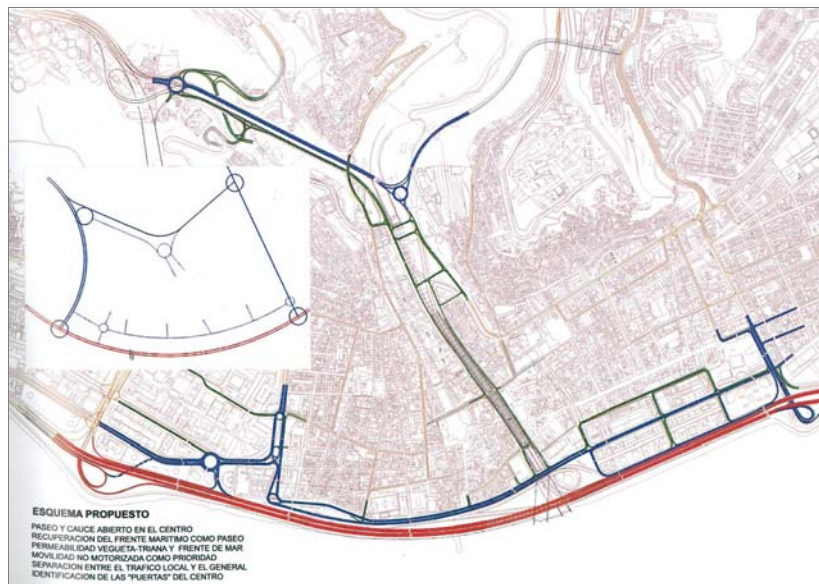 ESQUEMA PROPUESTO
PASEO Y CAUCE ABIERTO EN EL CENTRO
RECUPERACION DEL FRENTE MARITIMO COMO PASEO
PERMEABILIDAD VEGUETA-TRIANA Y FRENTE DE MAR
MOVILIDAD NO MOTORIZADA COMO PRIORIDAD
SEPARACION ENTRE EL TRAFICO LOCAL Y EL GENERAL
IDENTIFICACION DE LAS "PUERTAS" DEL CENTRO